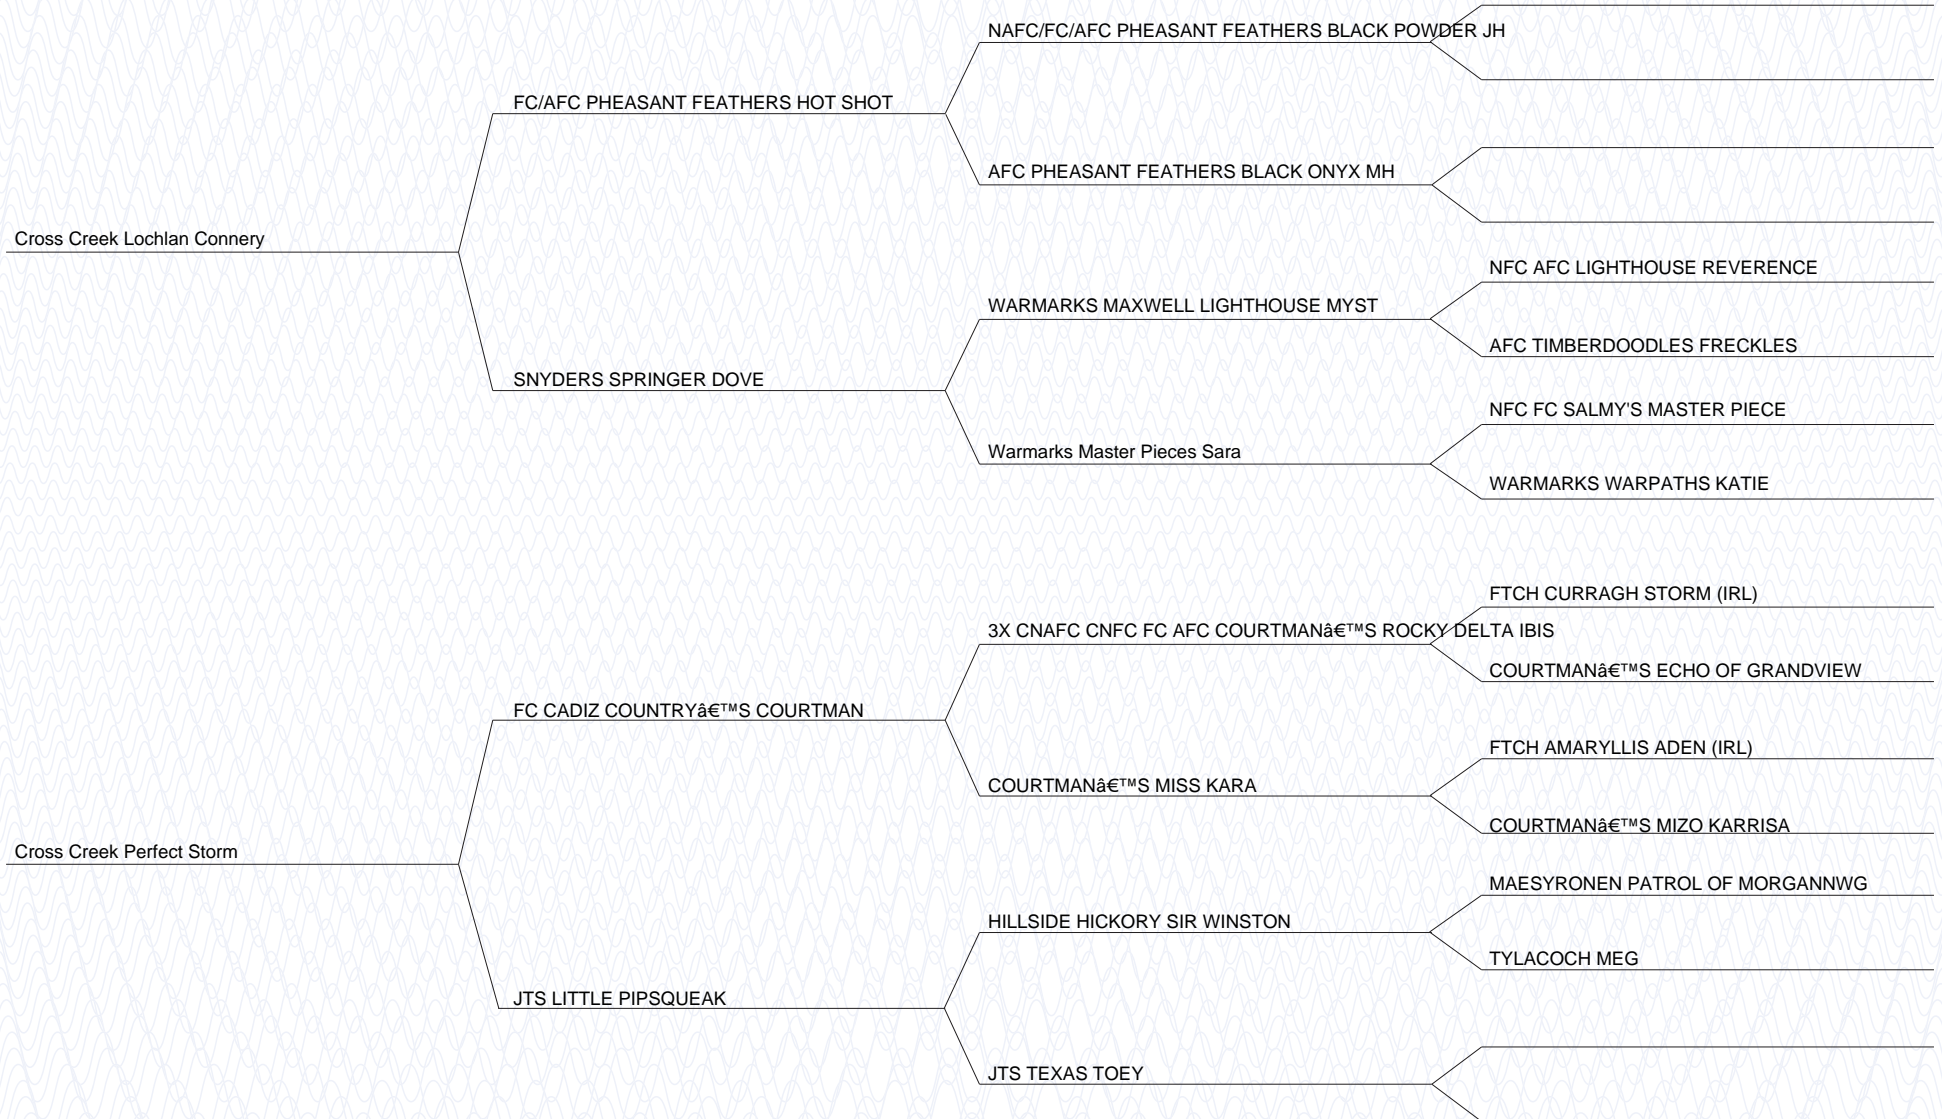 NAFC/FC/AFC PHEASANT FEATHERS BLACK POWDER JH
FC/AFC PHEASANT FEATHERS HOT SHOT
AFC PHEASANT FEATHERS BLACK ONYX MH
Cross Creek Lochlan Connery
NFC AFC LIGHTHOUSE REVERENCE
WARMARKS MAXWELL LIGHTHOUSE MYST
AFC TIMBERDOODLES FRECKLES
SNYDERS SPRINGER DOVE
NFC FC SALMY'S MASTER PIECE
Warmarks Master Pieces Sara
WARMARKS WARPATHS KATIE
FTCH CURRAGH STORM (IRL)
3X CNAFC CNFC FC AFC COURTMANâ€™S ROCKY DELTA IBIS
COURTMANâ€™S ECHO OF GRANDVIEW
FC CADIZ COUNTRYâ€™S COURTMAN
FTCH AMARYLLIS ADEN (IRL)
COURTMANâ€™S MISS KARA
COURTMANâ€™S MIZO KARRISA
Cross Creek Perfect Storm
MAESYRONEN PATROL OF MORGANNWG
HILLSIDE HICKORY SIR WINSTON
TYLACOCH MEG
JTS LITTLE PIPSQUEAK
JTS TEXAS TOEY